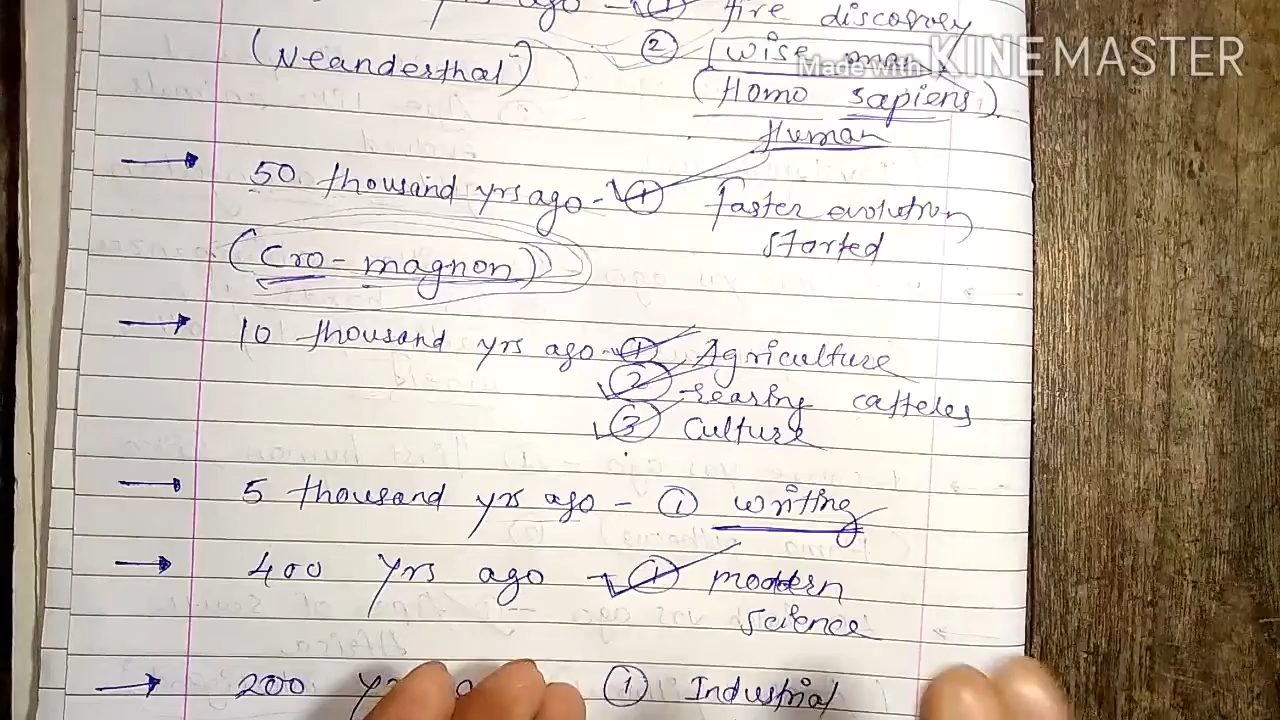 ago - ① fire discovery
(Neanderthal) ② wise man
Made with KINEMASTER
(Homo sapiens)
Human
→ 50 thousand yrs ago - ① Faster evolution
started
(Cro-magnon)
→ 10 thousand yrs ago - ① Agriculture
② rearing catteles
③ Culture
→ 5 thousand yrs ago - ① writing
→ 400 yrs ago - ① modern
Science
→ 200 ① Industrial